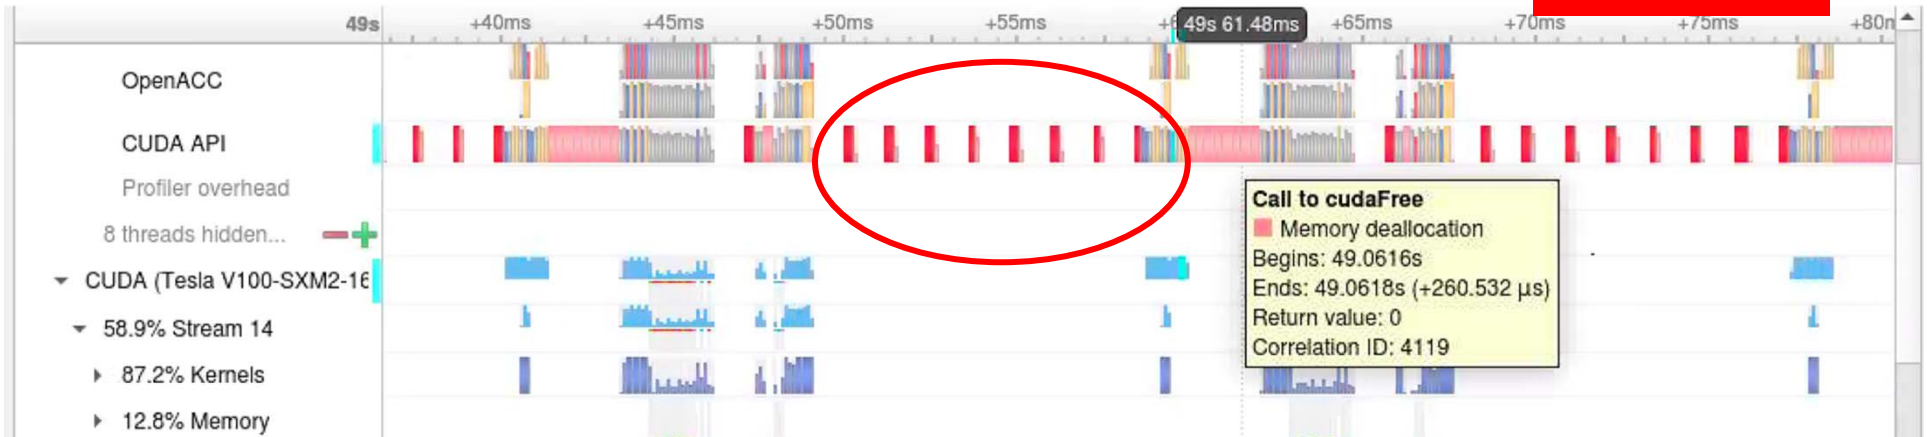 49s +40ms +45ms +50ms +55ms +6 49s 61.48ms +65ms +70ms +75ms +80m
OpenACC
CUDA API
Profiler overhead
8 threads hidden...
CUDA (Tesla V100-SXM2-16
58.9% Stream 14
87.2% Kernels
12.8% Memory
Call to cudaFree
Memory deallocation
Begins: 49.0616s
Ends: 49.0618s (+260.532 µs)
Return value: 0
Correlation ID: 4119